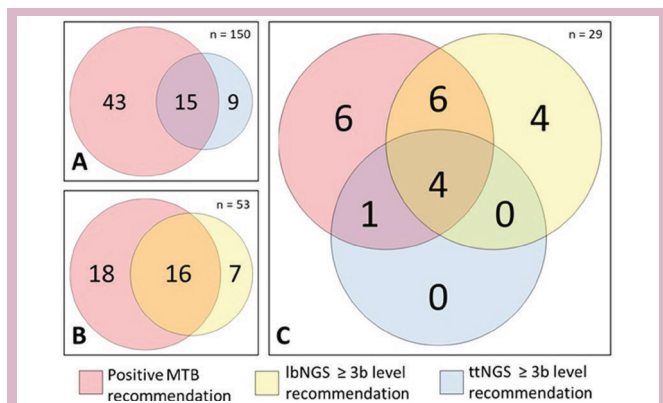 n = 150
43
15
9
A
n = 53
18
16
7
B
n = 29
6
6
4
4
1
0
0
C
Positive MTB
recommendation
lbNGS ≥ 3b level
recommendation
ttNGS ≥ 3b level
recommendation